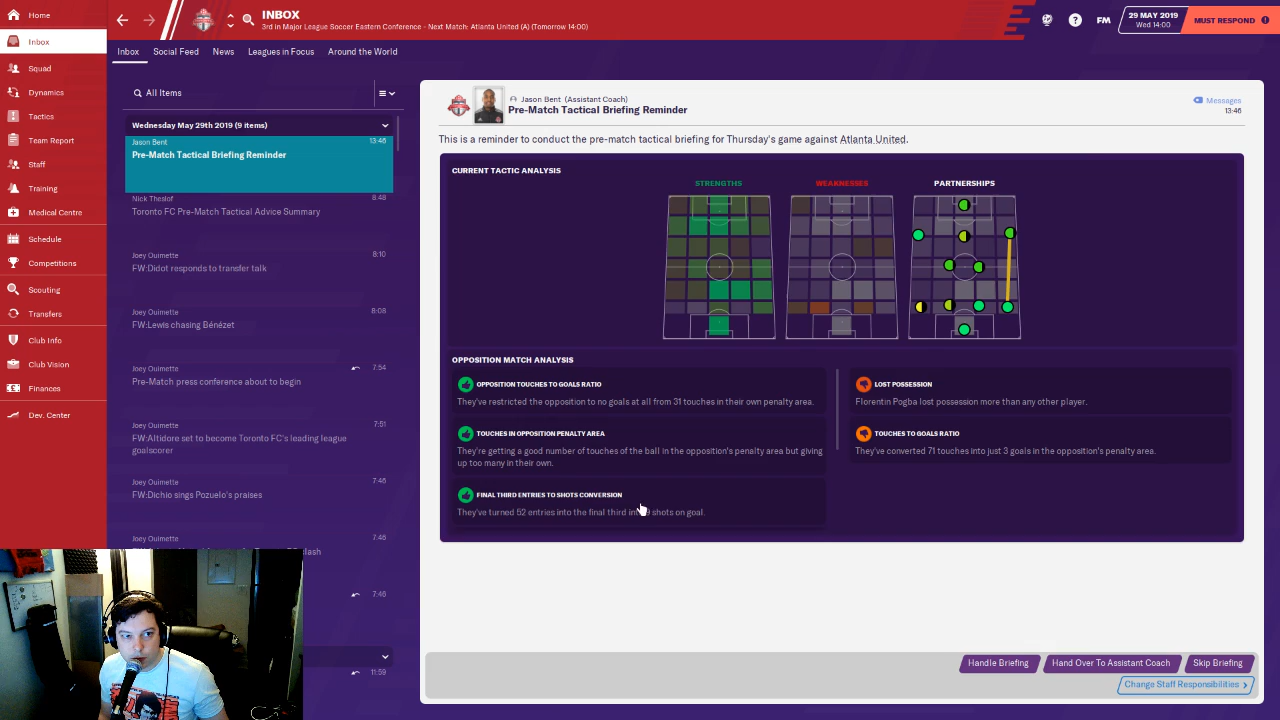 Home
Inbox
Squad
Dynamics
Tactics
Team Report
Staff
Training
Medical Centre
Schedule
Competitions
Scouting
Transfers
Club Info
Club Vision
Finances
Dev. Center
INBOX
3rd in Major League Soccer Eastern Conference - Next Match: Atlanta United (A) (Tomorrow 14:00)
FM
29 MAY 2019
Wed 14:00
MUST RESPOND
Inbox
Social Feed
News
Leagues in Focus
Around the World
All Items
Wednesday May 29th 2019 (9 items)
Jason Bent 13:46
Pre-Match Tactical Briefing Reminder
Nick Theslof 8:48
Toronto FC Pre-Match Tactical Advice Summary
Joey Ouimette 8:10
FW:Didot responds to transfer talk
Joey Ouimette 8:08
FW:Lewis chasing Bénézet
Joey Ouimette 7:54
Pre-Match press conference about to begin
Joey Ouimette 7:51
FW:Altidore set to become Toronto FC's leading league
goalscorer
Joey Ouimette 7:46
FW:Dichio sings Pozuelo's praises
Joey Ouimette 7:46
clash
7:46
11:59
Jason Bent (Assistant Coach)
Pre-Match Tactical Briefing Reminder
Messages
13:46
This is a reminder to conduct the pre-match tactical briefing for Thursday's game against Atlanta United.
CURRENT TACTIC ANALYSIS
STRENGTHS
WEAKNESSES
PARTNERSHIPS
OPPOSITION MATCH ANALYSIS
OPPOSITION TOUCHES TO GOALS RATIO
They've restricted the opposition to no goals at all from 31 touches in their own penalty area.
TOUCHES IN OPPOSITION PENALTY AREA
They're getting a good number of touches of the ball in the opposition's penalty area but giving
up too many in their own.
FINAL THIRD ENTRIES TO SHOTS CONVERSION
They've turned 52 entries into the final third shots on goal.
LOST POSSESSION
Florentin Pogba lost possession more than any other player.
TOUCHES TO GOALS RATIO
They've converted 71 touches into just 3 goals in the opposition's penalty area.
Handle Briefing
Hand Over To Assistant Coach
Skip Briefing
Change Staff Responsibilities